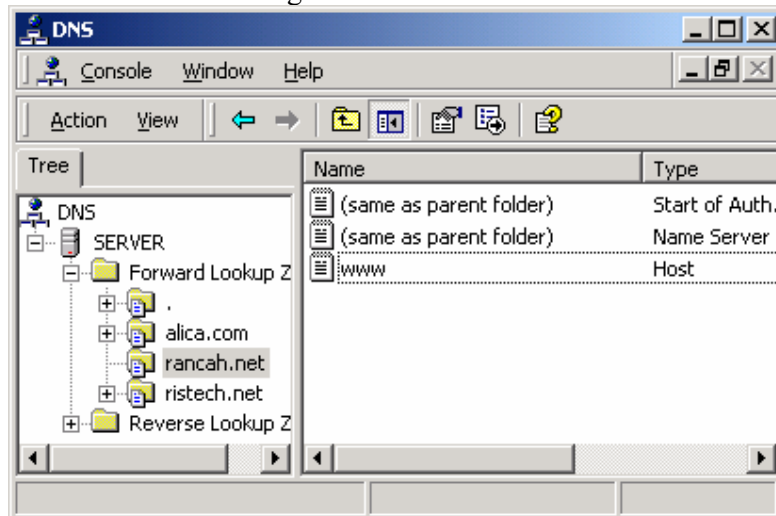 DNS
Console Window Help
Action View
Tree
Name Type
DNS
SERVER
Forward Lookup Z
.
alica.com
rancah.net
ristech.net
Reverse Lookup Z
(same as parent folder) Start of Auth.
(same as parent folder) Name Server
www Host